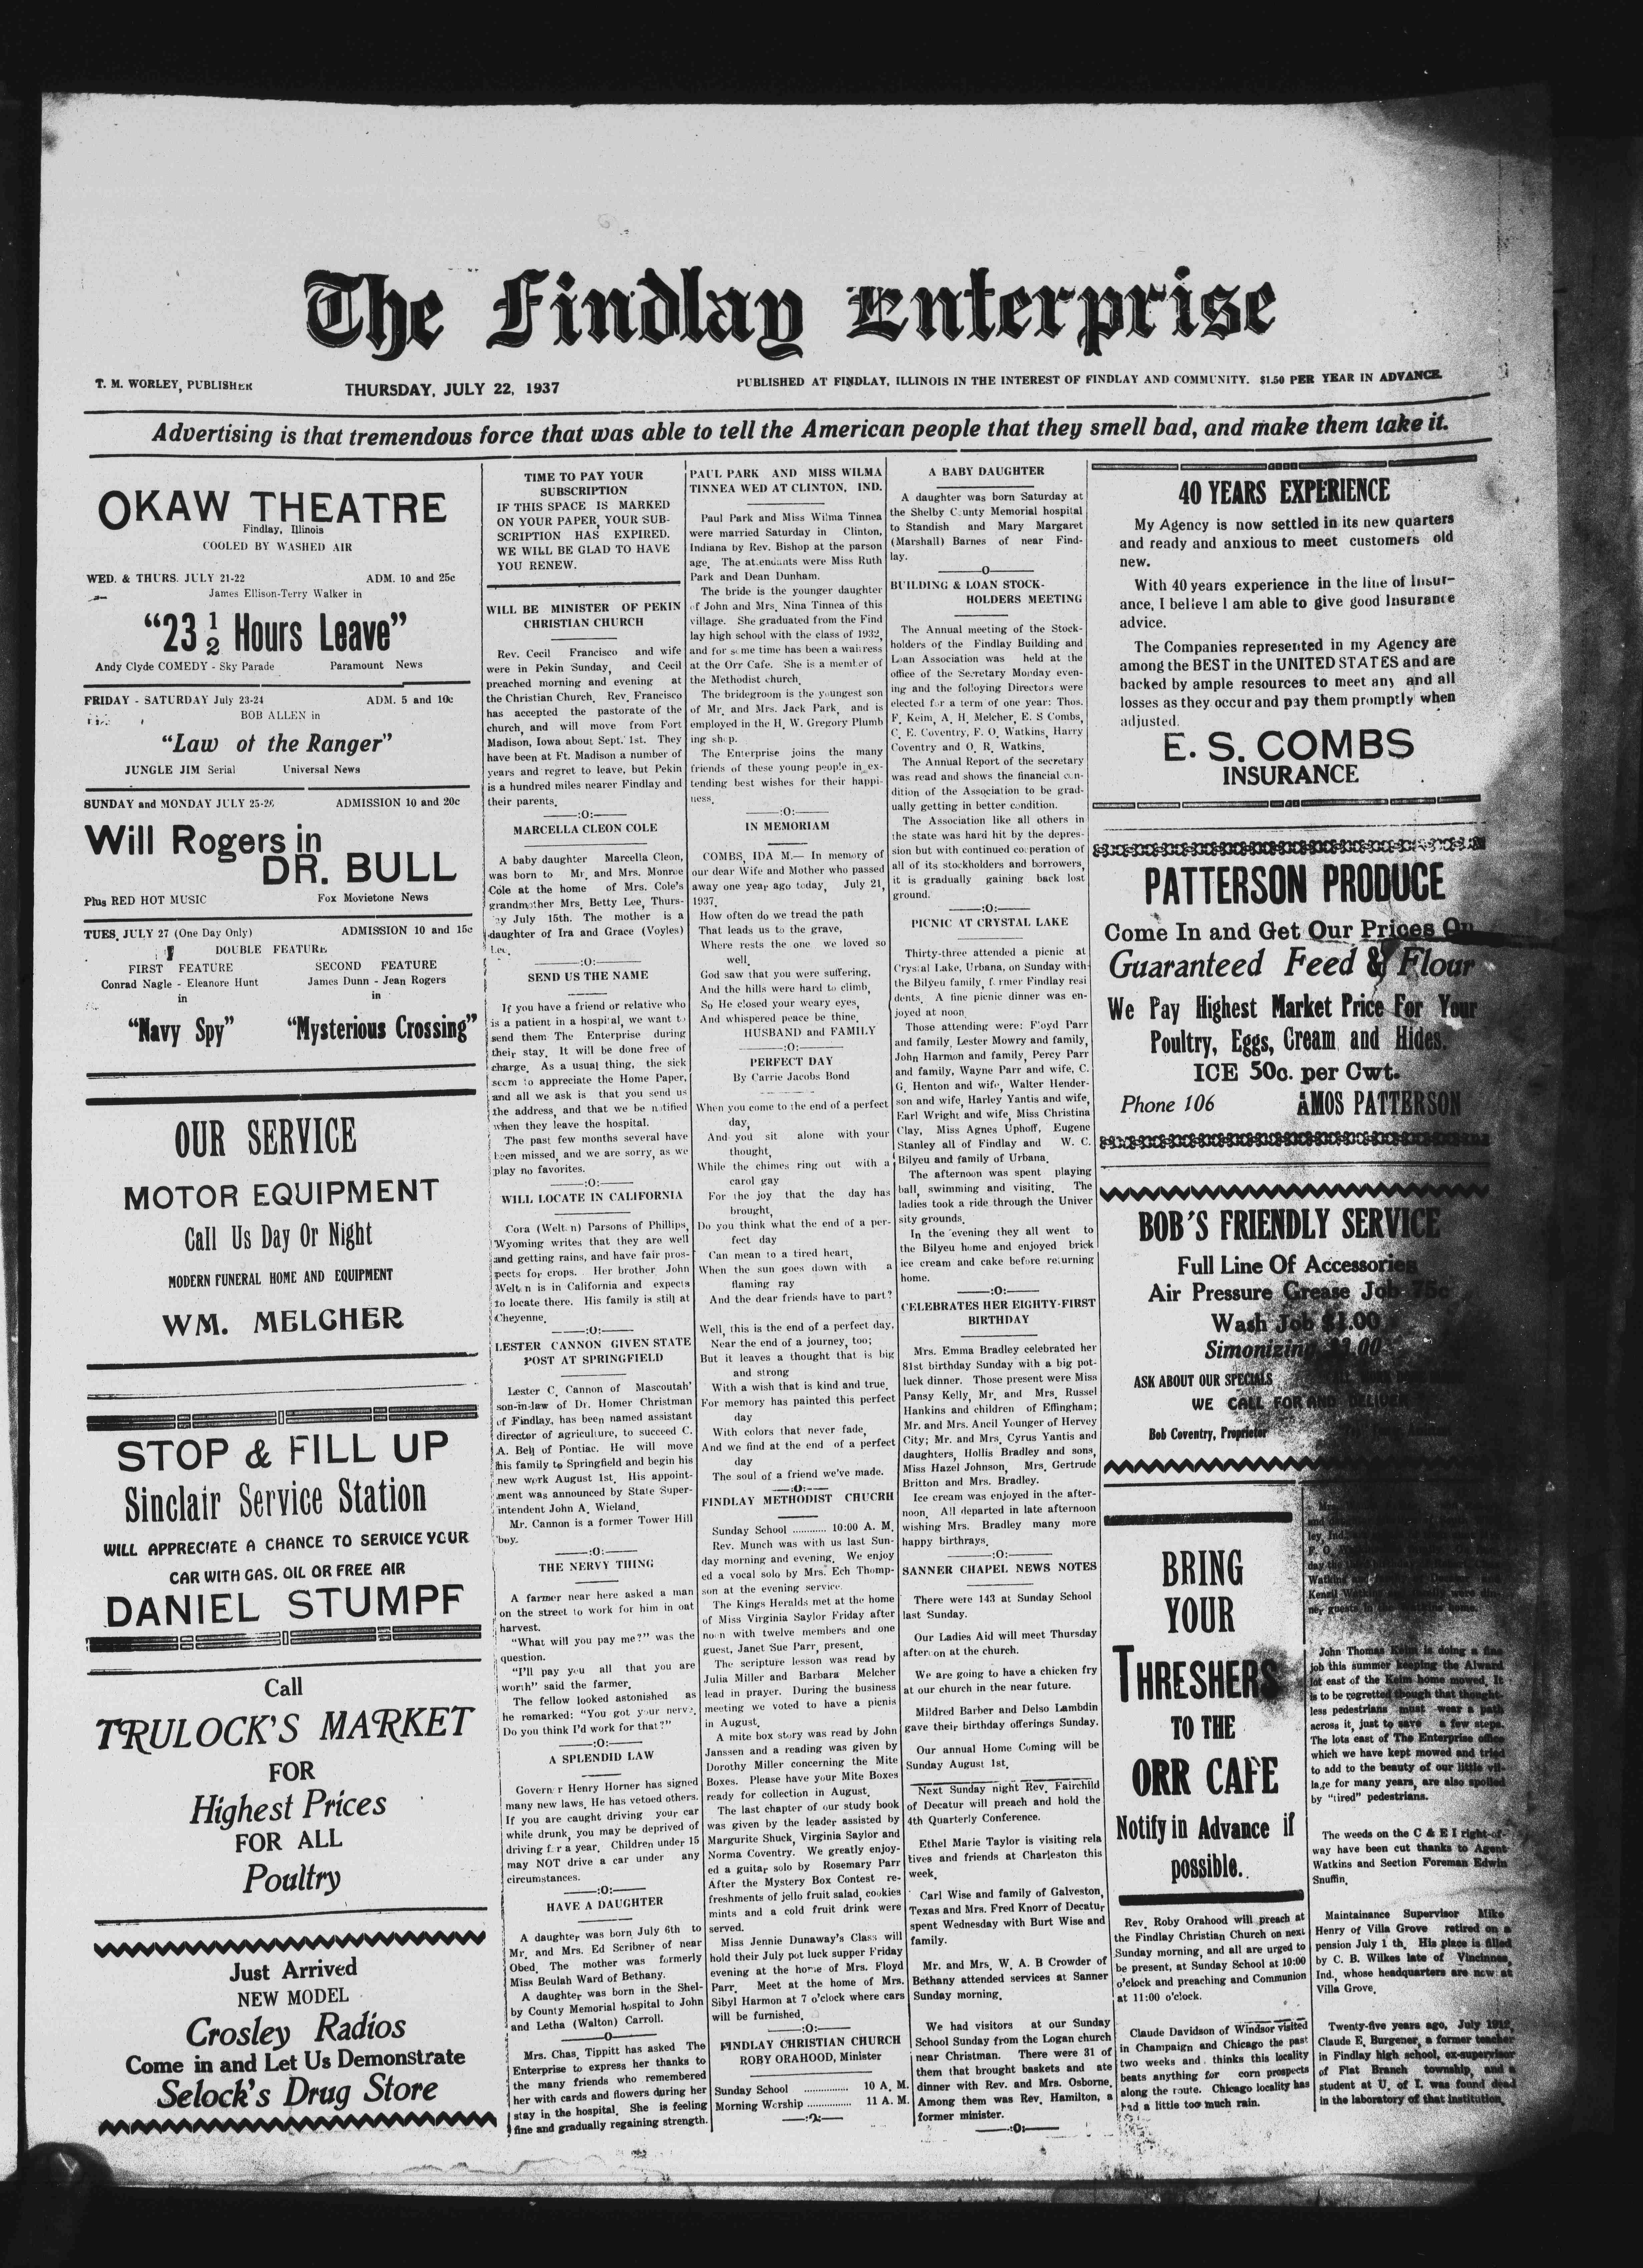 The Findlay Enterprise
T. M. WORLEY, PUBLISHER
THURSDAY, JULY 22, 1937
PUBLISHED AT FINDLAY, ILLINOIS IN THE INTEREST OF FINDLAY AND COMMUNITY. $1.50 PER YEAR IN ADVANCE.
Advertising is that tremendous force that was able to tell the American people that they smell bad, and make them take it.
OKAW THEATRE
Findlay, Illinois
COOLED BY WASHED AIR
WED. & THURS. JULY 21-22 ADM. 10 and 25c
James Ellison-Terry Walker in
"23 1/2 Hours Leave"
Andy Clyde COMEDY - Sky Parade Paramount News
FRIDAY - SATURDAY July 23-24 ADM. 5 and 10c
BOB ALLEN in
"Law ot the Ranger"
JUNGLE JIM Serial Universal News
SUNDAY and MONDAY JULY 25-26 ADMISSION 10 and 20c
Will Rogers in
DR. BULL
Plus RED HOT MUSIC Fox Movietone News
TUES. JULY 27 (One Day Only) ADMISSION 10 and 15c
DOUBLE FEATURE
FIRST FEATURE SECOND FEATURE
Conrad Nagle - Eleanore Hunt James Dunn - Jean Rogers
in in
"Navy Spy" "Mysterious Crossing"
OUR SERVICE
MOTOR EQUIPMENT
Call Us Day Or Night
MODERN FUNERAL HOME AND EQUIPMENT
WM. MELCHER
STOP & FILL UP
Sinclair Service Station
WILL APPRECIATE A CHANCE TO SERVICE YOUR
CAR WITH GAS. OIL OR FREE AIR
DANIEL STUMPF
Call
TRULOCK'S MARKET
FOR
Highest Prices
FOR ALL
Poultry
Just Arrived
NEW MODEL
Crosley Radios
Come in and Let Us Demonstrate
Selock's Drug Store
TIME TO PAY YOUR
SUBSCRIPTION
IF THIS SPACE IS MARKED
ON YOUR PAPER, YOUR SUB-
SCRIPTION HAS EXPIRED.
WE WILL BE GLAD TO HAVE
YOU RENEW.
WILL BE MINISTER OF PEKIN
CHRISTIAN CHURCH
Rev. Cecil Francisco and wife
were in Pekin Sunday, and Cecil
preached morning and evening at
the Christian Church. Rev. Francisco
has accepted the pastorate of the
church, and will move from Fort
Madison, Iowa about Sept. 1st. They
have been at Ft. Madison a number of
years and regret to leave, but Pekin
is a hundred miles nearer Findlay and
their parents.
:O:
MARCELLA CLEON COLE
A baby daughter Marcella Cleon,
was born to Mr. and Mrs. Monroe
Cole at the home of Mrs. Cole's
grandmother Mrs. Betty Lee, Thurs-
ay July 15th. The mother is a
daughter of Ira and Grace (Voyles)
Lee.
:O:
SEND US THE NAME
If you have a friend or relative who
is a patient in a hospital, we want to
send them The Enterprise during
their stay. It will be done free of
charge. As a usual thing, the sick
seem to appreciate the Home Paper,
and all we ask is that you send us
the address, and that we be notified
when they leave the hospital.
The past few months several have
been missed, and we are sorry, as we
play no favorites.
:O:
WILL LOCATE IN CALIFORNIA
Cora (Welton) Parsons of Phillips,
Wyoming writes that they are well
and getting rains, and have fair pros-
pects for crops. Her brother John
Welton is in California and expects
to locate there. His family is still at
Cheyenne.
:O:
LESTER CANNON GIVEN STATE
POST AT SPRINGFIELD
Lester C. Cannon of Mascoutah'
son-in-law of Dr. Homer Christman
of Findlay, has been named assistant
director of agriculture, to succeed C.
A. Bell of Pontiac. He will move
his family to Springfield and begin his
new work August 1st. His appoint-
ment was announced by State Super-
intendent John A. Wieland.
Mr. Cannon is a former Tower Hill
boy.
:O:
THE NERVY THING
A farmer near here asked a man
on the street to work for him in oat
harvest.
"What will you pay me?" was the
question.
"I'll pay you all that you are
worth" said the farmer.
The fellow looked astonished as
he remarked: "You got your nerve.
Do you think I'd work for that?"
:O:
A SPLENDID LAW
Governor Henry Horner has signed
many new laws. He has vetoed others.
If you are caught driving your car
while drunk, you may be deprived of
driving for a year. Children under 15
may NOT drive a car under any
circumstances.
:O:
HAVE A DAUGHTER
A daughter was born July 6th to
Mr. and Mrs. Ed Scribner of near
Obed. The mother was formerly
Miss Beulah Ward of Bethany.
A daughter was born in the Shel-
by County Memorial hospital to John
and Letha (Walton) Carroll.
O
Mrs. Chas. Tippitt has asked The
Enterprise to express her thanks to
the many friends who remembered
her with cards and flowers during her
stay in the hospital. She is feeling
fine and gradually regaining strength.
PAUL PARK AND MISS WILMA
TINNEA WED AT CLINTON, IND.
Paul Park and Miss Wilma Tinnea
were married Saturday in Clinton,
Indiana by Rev. Bishop at the parson
age. The attendants were Miss Ruth
Park and Dean Dunham.
The bride is the younger daughter
of John and Mrs. Nina Tinnea of this
village. She graduated from the Find
lay high school with the class of 1932,
and for some time has been a waitress
at the Orr Cafe. She is a member of
the Methodist church.
The bridegroom is the youngest son
of Mr. and Mrs. Jack Park, and is
employed in the H. W. Gregory Plumb
ing shop.
The Enterprise joins the many
friends of these young people in ex-
tending best wishes for their happi-
ness.
:O:
IN MEMORIAM
COMBS, IDA M.— In memory of
our dear Wife and Mother who passed
away one year ago today, July 21,
1937.
How often do we tread the path
That leads us to the grave,
Where rests the one we loved so
well.
God saw that you were suffering,
And the hills were hard to climb,
So He closed your weary eyes,
And whispered peace be thine.
HUSBAND and FAMILY
:O:
PERFECT DAY
By Carrie Jacobs Bond
When you come to the end of a perfect
day,
And you sit alone with your
thought,
While the chimes ring out with a
carol gay
For the joy that the day has
brought,
Do you think what the end of a per-
fect day
Can mean to a tired heart,
When the sun goes down with a
flaming ray
And the dear friends have to part?
Well, this is the end of a perfect day,
Near the end of a journey, too;
But it leaves a thought that is big
and strong
With a wish that is kind and true.
For memory has painted this perfect
day
With colors that never fade,
And we find at the end of a perfect
day
The soul of a friend we've made.
:O:
FINDLAY METHODIST CHUCRH
Sunday School ............ 10:00 A. M.
Rev. Munch was with us last Sun-
day morning and evening. We enjoy
ed a vocal solo by Mrs. Ech Thomp-
son at the evening service.
The Kings Heralds met at the home
of Miss Virginia Saylor Friday after
noon with twelve members and one
guest, Janet Sue Parr, present.
The scripture lesson was read by
Julia Miller and Barbara Melcher
lead in prayer. During the business
meeting we voted to have a picnis
in August.
A mite box story was read by John
Janssen and a reading was given by
Dorothy Miller concerning the Mite
Boxes. Please have your Mite Boxes
ready for collection in August.
The last chapter of our study book
was given by the leader assisted by
Margurite Shuck, Virginia Saylor and
Norma Coventry. We greatly enjoy-
ed a guitar solo by Rosemary Parr
After the Mystery Box Contest re-
freshments of jello fruit salad, cookies
mints and a cold fruit drink were
served.
Miss Jennie Dunaway's Class will
hold their July pot luck supper Friday
evening at the home of Mrs. Floyd
Parr. Meet at the home of Mrs.
Sibyl Harmon at 7 o'clock where cars
will be furnished.
:O:
FINDLAY CHRISTIAN CHURCH
ROBY ORAHOOD, Minister
Sunday School ................ 10 A. M.
Morning Worship ................ 11 A. M.
A BABY DAUGHTER
A daughter was born Saturday at
the Shelby County Memorial hospital
to Standish and Mary Margaret
(Marshall) Barnes of near Find-
lay.
O
BUILDING & LOAN STOCK-
HOLDERS MEETING
The Annual meeting of the Stock-
holders of the Findlay Building and
Loan Association was held at the
office of the Secretary Monday even-
ing and the folloying Directors were
elected for a term of one year: Thos.
F. Keim, A. H. Melcher, E. S Combs,
C. E. Coventry, F. O. Watkins, Harry
Coventry and O. R. Watkins.
The Annual Report of the secretary
was read and shows the financial con-
dition of the Association to be grad-
ually getting in better condition.
The Association like all others in
the state was hard hit by the depres-
sion but with continued cooperation of
all of its stockholders and borrowers,
it is gradually gaining back lost
ground.
:O:
PICNIC AT CRYSTAL LAKE
Thirty-three attended a picnic at
Crystal Lake, Urbana, on Sunday with
the Bilyeu family, former Findlay resi
dents. A fine picnic dinner was en-
joyed at noon.
Those attending were: Floyd Parr
and family, Lester Mowry and family,
John Harmon and family, Percy Parr
and family, Wayne Parr and wife, C.
G. Henton and wife, Walter Hender-
son and wife, Harley Yantis and wife,
Earl Wright and wife, Miss Christina
Clay, Miss Agnes Uphoff, Eugene
Stanley all of Findlay and W. C.
Bilyeu and family of Urbana.
The afternoon was spent playing
ball, swimming and visiting. The
ladies took a ride through the Univer
sity grounds.
In the evening they all went to
the Bilyeu home and enjoyed brick
ice cream and cake before returning
home.
:O:
CELEBRATES HER EIGHTY-FIRST
BIRTHDAY
Mrs. Emma Bradley celebrated her
81st birthday Sunday with a big pot-
luck dinner. Those present were Miss
Pansy Kelly, Mr. and Mrs. Russel
Hankins and children of Effingham;
Mr. and Mrs. Ancil Younger of Hervey
City; Mr. and Mrs. Cyrus Yantis and
daughters, Hollis Bradley and sons,
Miss Hazel Johnson, Mrs. Gertrude
Britton and Mrs. Bradley.
Ice cream was enjoyed in the after-
noon. All departed in late afternoon
wishing Mrs. Bradley many more
happy birthrays.
:O:
SANNER CHAPEL NEWS NOTES
There were 143 at Sunday School
last Sunday.
Our Ladies Aid will meet Thursday
afternoon at the church.
We are going to have a chicken fry
at our church in the near future.
Mildred Barber and Delso Lambdin
gave their birthday offerings Sunday.
Our annual Home Coming will be
Sunday August 1st.
Next Sunday night Rev. Fairchild
of Decatur will preach and hold the
4th Quarterly Conference.
Ethel Marie Taylor is visiting rela
tives and friends at Charleston this
week.
Carl Wise and family of Galveston,
Texas and Mrs. Fred Knorr of Decatur
spent Wednesday with Burt Wise and
family.
Mr. and Mrs. W. A. B Crowder of
Bethany attended services at Sanner
Sunday morning.
We had visitors at our Sunday
School Sunday from the Logan church
near Christman. There were 31 of
them that brought baskets and ate
dinner with Rev. and Mrs. Osborne.
Among them was Rev. Hamilton, a
former minister.
:O:
40 YEARS EXPERIENCE
My Agency is now settled in its new quarters
and ready and anxious to meet customers old
new.
With 40 years experience in the line of Insur-
ance, I believe I am able to give good Insurance
advice.
The Companies represented in my Agency are
among the BEST in the UNITED STATES and are
backed by ample resources to meet any and all
losses as they occur and pay them promptly when
adjusted.
E. S. COMBS
INSURANCE
PATTERSON PRODUCE
Come In and Get Our Prices On
Guaranteed Feed & Flour
We Pay Highest Market Price For Your
Poultry, Eggs, Cream and Hides.
ICE 50c. per Cwt.
Phone 106 AMOS PATTERSON
BOB'S FRIENDLY SERVICE
Full Line Of Accessories
Air Pressure Grease Job 75c
Wash Job $1.00
Simonizing
ASK ABOUT OUR SPECIALS
WE CALL FOR AND DELIVER
Bob Coventry, Proprietor
BRING
YOUR
THRESHERS
TO THE
ORR CAFE
Notify in Advance if
possible.
Rev. Roby Orahood will preach at
the Findlay Christian Church on next
Sunday morning, and all are urged to
be present, at Sunday School at 10:00
o'clock and preaching and Communion
at 11:00 o'clock.
Claude Davidson of Windsor visited
in Champaign and Chicago the past
two weeks and thinks this locality
beats anything for corn prospects
along the route. Chicago locality has
had a little too much rain.
ner guests in the Watkins home.
John Thomas Keim is doing a fine
job this summer keeping the Alward
lot east of the Keim home mowed. It
is to be regretted though that thought-
less pedestrians must wear a path
across it, just to save a few steps.
The lots east of The Enterprise office
which we have kept mowed and tried
to add to the beauty of our little vil-
lage for many years, are also spoiled
by "tired" pedestrians.
The weeds on the C & E I right-of-
way have been cut thanks to Agent
Watkins and Section Foreman Edwin
Snuffin.
Maintainance Supervisor Mike
Henry of Villa Grove retired on a
pension July 1 th. His place is filled
by C. B. Wilkes late of Vincinnes,
Ind., whose headquarters are now at
Villa Grove.
Twenty-five years ago, July 1912,
Claude E. Burgener, a former teacher
in Findlay high school, ex-supervisor
of Flat Branch township, and a
student at U. of I. was found dead
in the laboratory of that institution.